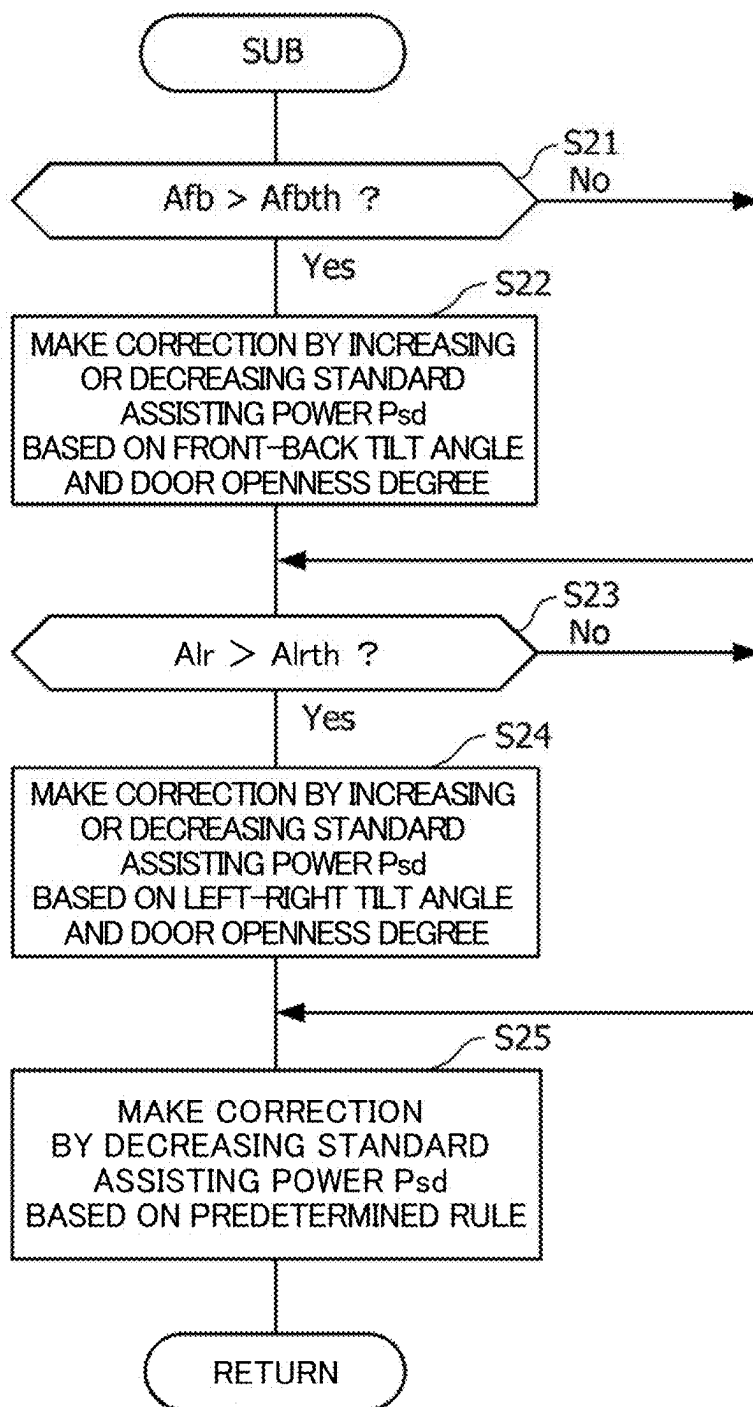 SUB
S21
Afb > Afbth ?
No
Yes
S22
MAKE CORRECTION BY INCREASING
OR DECREASING STANDARD
ASSISTING POWER Psd
BASED ON FRONT-BACK TILT ANGLE
AND DOOR OPENNESS DEGREE
S23
Alr > Alrth ?
No
Yes
S24
MAKE CORRECTION BY INCREASING
OR DECREASING STANDARD
ASSISTING POWER Psd
BASED ON LEFT-RIGHT TILT ANGLE
AND DOOR OPENNESS DEGREE
S25
MAKE CORRECTION
BY DECREASING STANDARD
ASSISTING POWER Psd
BASED ON PREDETERMINED RULE
RETURN